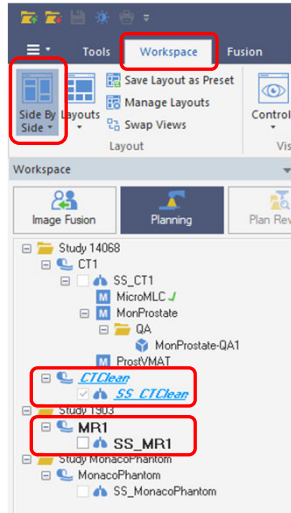 Tools Workspace Fusion
Side By Side
Layouts
Save Layout as Preset
Manage Layouts
Swap Views
Control
Layout
Vis
Workspace
Image Fusion
Planning
Plan Rev
Study 14068
CT1
SS_CT1
M MicroMLC
M MonProstate
QA
MonProstate-QA1
M ProstVMAT
CTClean
SS_CTClean
Study 1903
MR1
SS_MR1
Study MonacoPhantom
MonacoPhantom
SS_MonacoPhantom